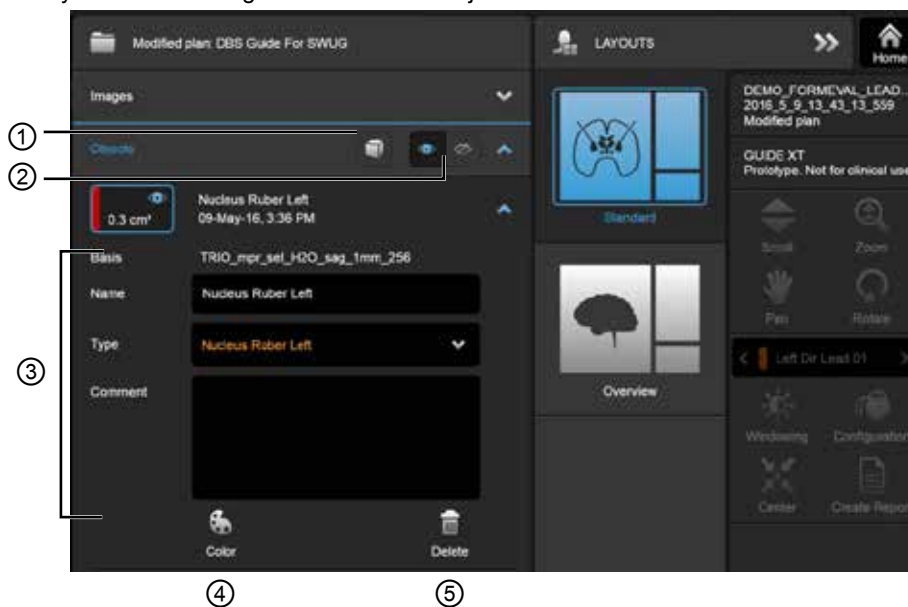 Modified plan: DBS Guide For SWUG
Images
Objects
0.3 cm³
Nucleus Ruber Left
09-May-16, 3:36 PM
Basis
TRIO_mpr_sel_H2O_sag_1mm_256
Name
Nucleus Ruber Left
Type
Nucleus Ruber Left
Comment
Color
Delete
LAYOUTS
Standard
Overview
Home
DEMO_FORMEVAL_LEAD...
2016_5_9_13_43_13_559
Modified plan
GUIDE XT
Prototype. Not for clinical use
Scroll
Zoom
Pan
Rotate
Left Dir Lead 01
Windowing
Configuration
Center
Create Report
①
②
③
④
⑤